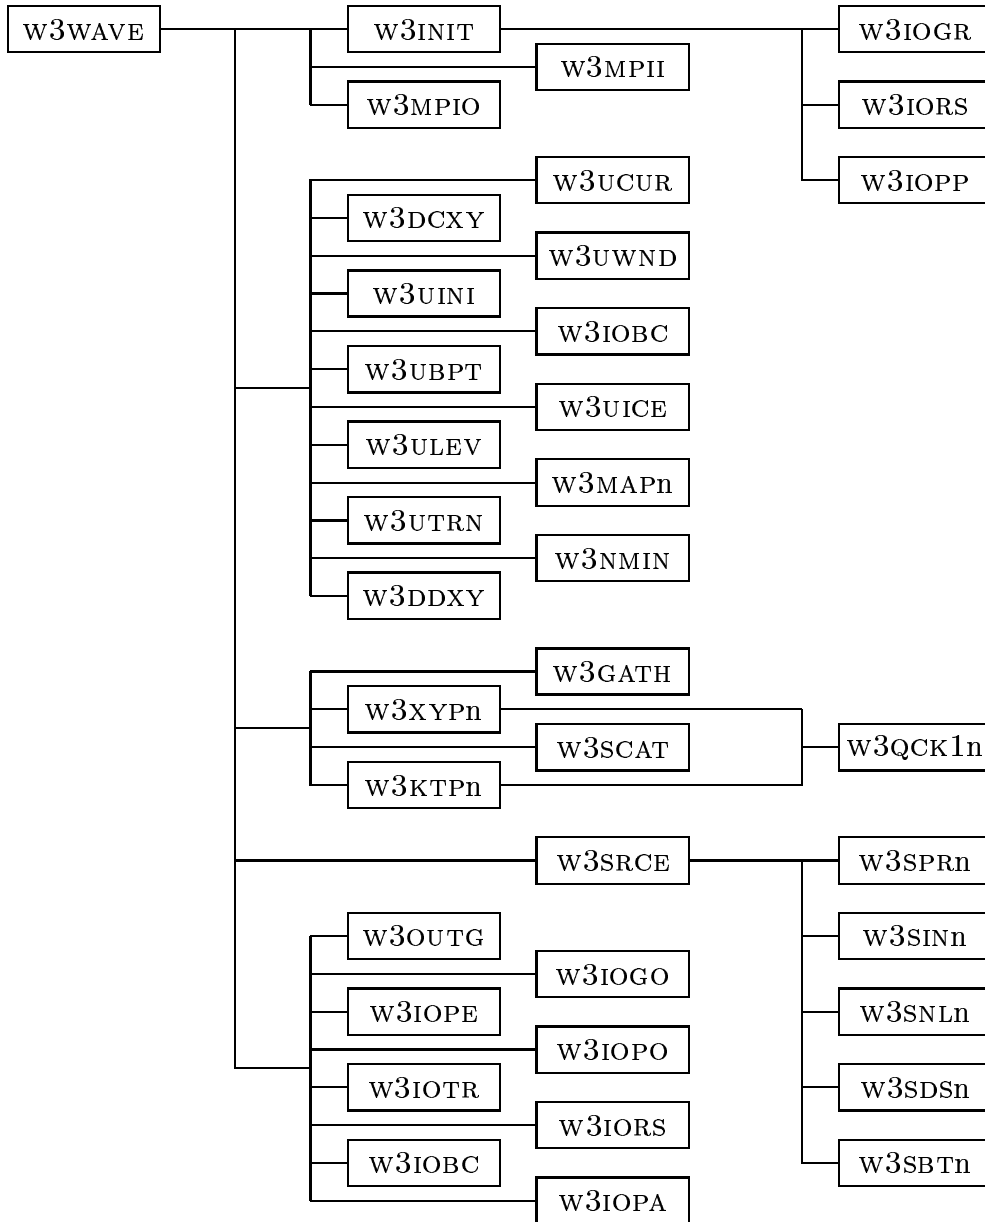 W3WAVE
W3INIT
W3IOGR
W3MPII
W3MPIO
W3IORS
W3UCUR
W3IOPP
W3DCXY
W3UWND
W3UINI
W3IOBC
W3UBPT
W3UICE
W3ULEV
W3MAPn
W3UTRN
W3NMIN
W3DDXY
W3GATH
W3XYPn
W3SCAT
W3QCK1n
W3KTPn
W3SRCE
W3SPRn
W3OUTG
W3SINn
W3IOGO
W3IOPE
W3SNLn
W3IOPO
W3IOTR
W3SDSn
W3IORS
W3IOBC
W3SBTn
W3IOPA